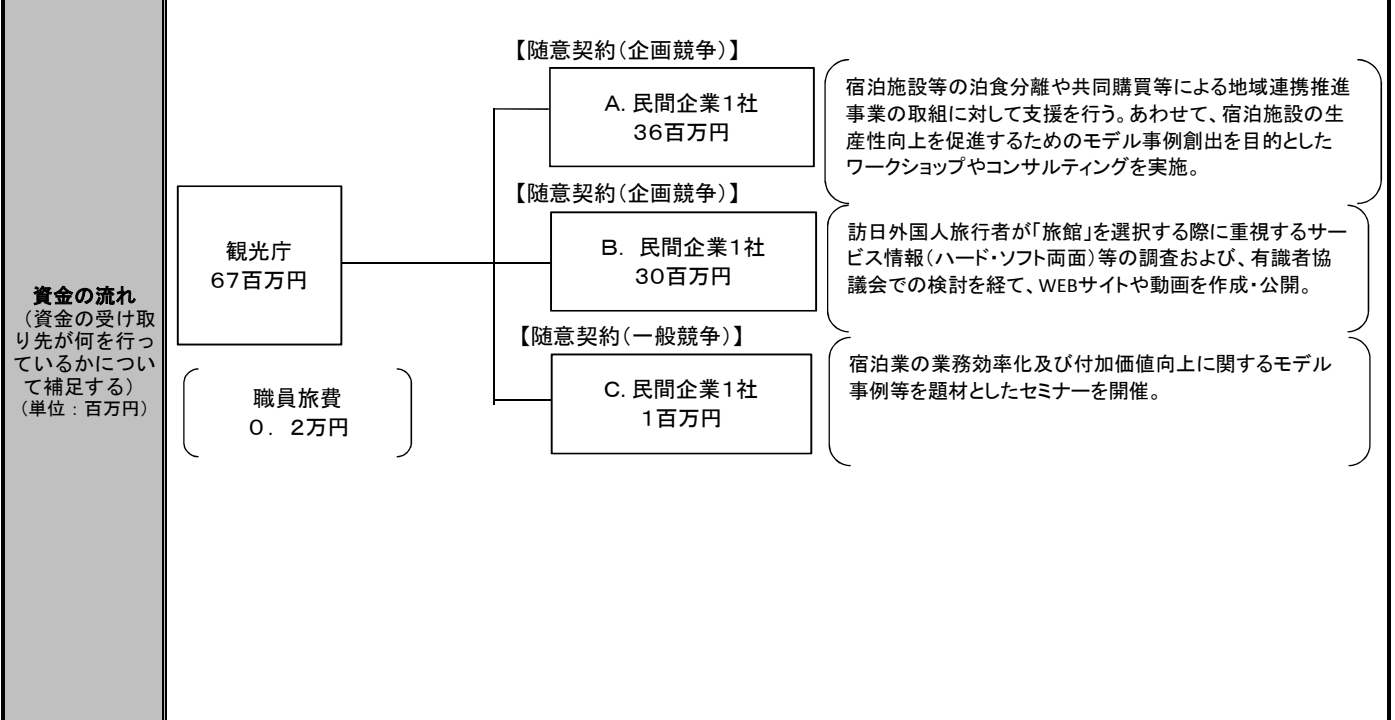 資金の流れ
（資金の受け取
り先が何を行っ
ているかについ
て補足する）
（単位：百万円）
観光庁
67百万円
職員旅費
０．２万円
【随意契約（企画競争）】
A. 民間企業1社
36百万円
宿泊施設等の泊食分離や共同購買等による地域連携推進
事業の取組に対して支援を行う。あわせて、宿泊施設の生
産性向上を促進するためのモデル事例創出を目的とした
ワークショップやコンサルティングを実施。
【随意契約（企画競争）】
B. 民間企業1社
30百万円
訪日外国人旅行者が「旅館」を選択する際に重視するサー
ビス情報（ハード・ソフト両面）等の調査および、有識者協
議会での検討を経て、WEBサイトや動画を作成・公開。
【随意契約（一般競争）】
C. 民間企業1社
1百万円
宿泊業の業務効率化及び付加価値向上に関するモデル
事例等を題材としたセミナーを開催。